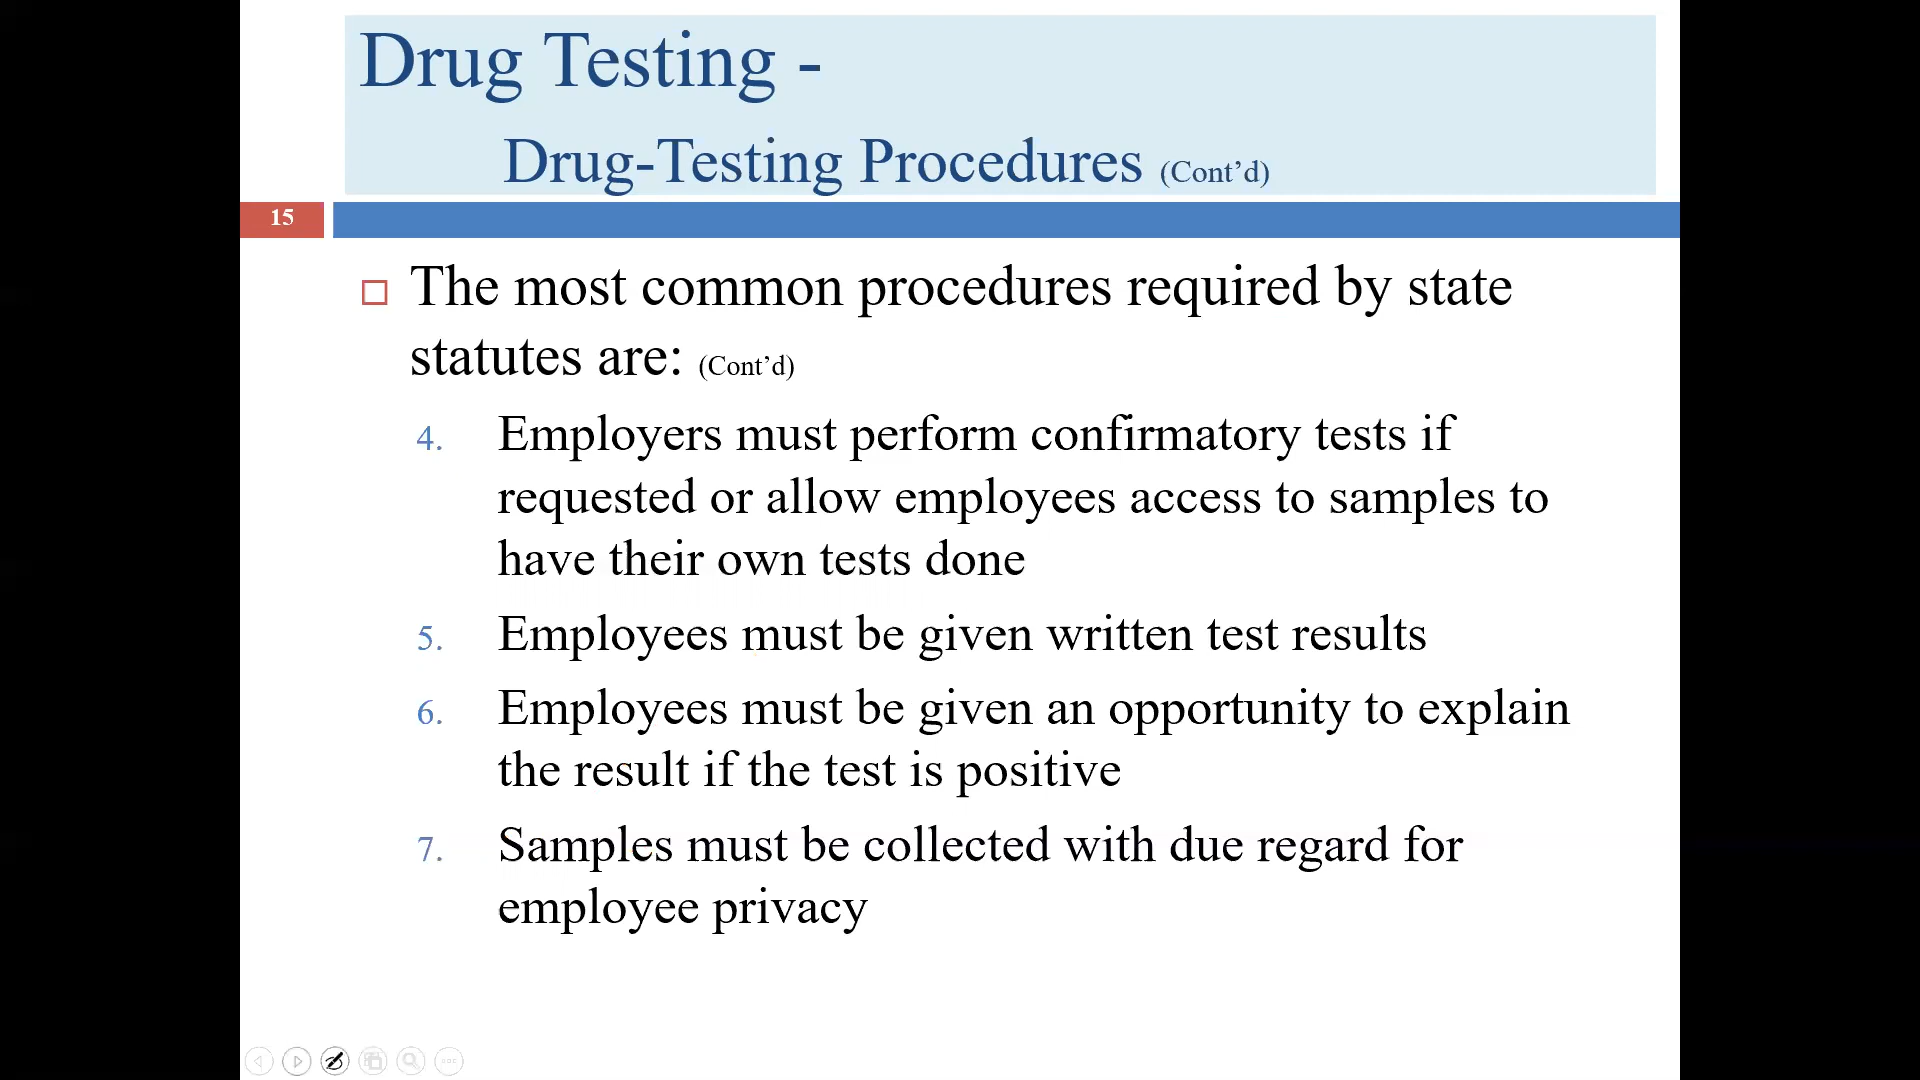 Drug Testing -
Drug-Testing Procedures (Cont’d)
15
The most common procedures required by state
statutes are: (Cont’d)
4. Employers must perform confirmatory tests if
requested or allow employees access to samples to
have their own tests done
5. Employees must be given written test results
6. Employees must be given an opportunity to explain
the result if the test is positive
7. Samples must be collected with due regard for
employee privacy